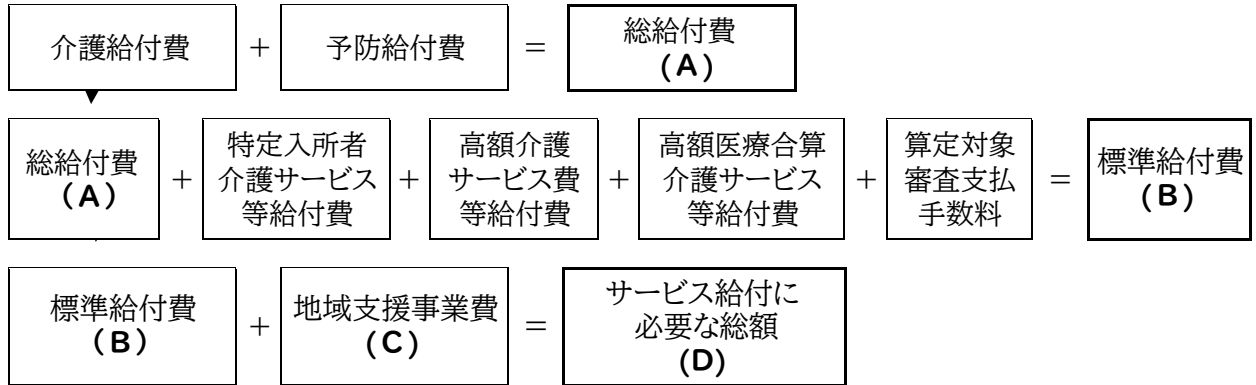 介護給付費 + 予防給付費 = 総給付費
(A)
総給付費
(A)
+
特定入所者
介護サービス
等給付費
+
高額介護
サービス費
等給付費
+
高額医療合算
介護サービス
等給付費
+
算定対象
審査支払
手数料
=
標準給付費
(B)
標準給付費
(B)
+
地域支援事業費
(C)
=
サービス給付に
必要な総額
(D)